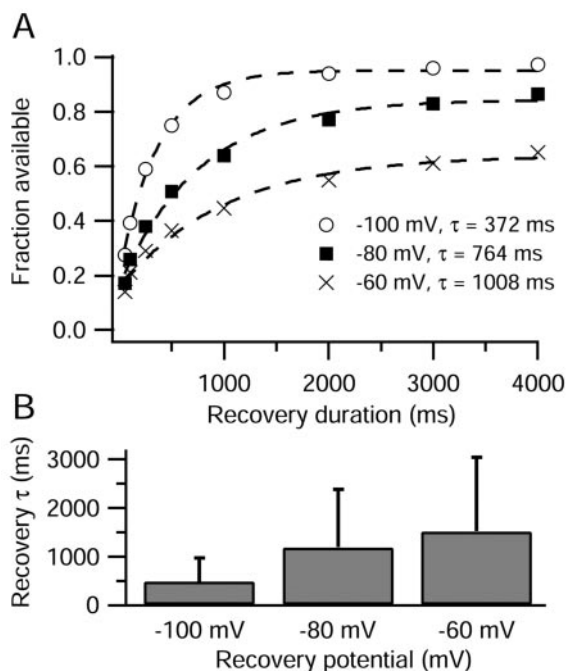 A
Fraction available
1.0
0.8
0.6
0.4
0.2
0.0
-100 mV, τ = 372 ms
-80 mV, τ = 764 ms
-60 mV, τ = 1008 ms
1000 2000 3000 4000
Recovery duration (ms)
B
Recovery τ (ms)
3000
2000
1000
0
-100 mV -80 mV -60 mV
Recovery potential (mV)